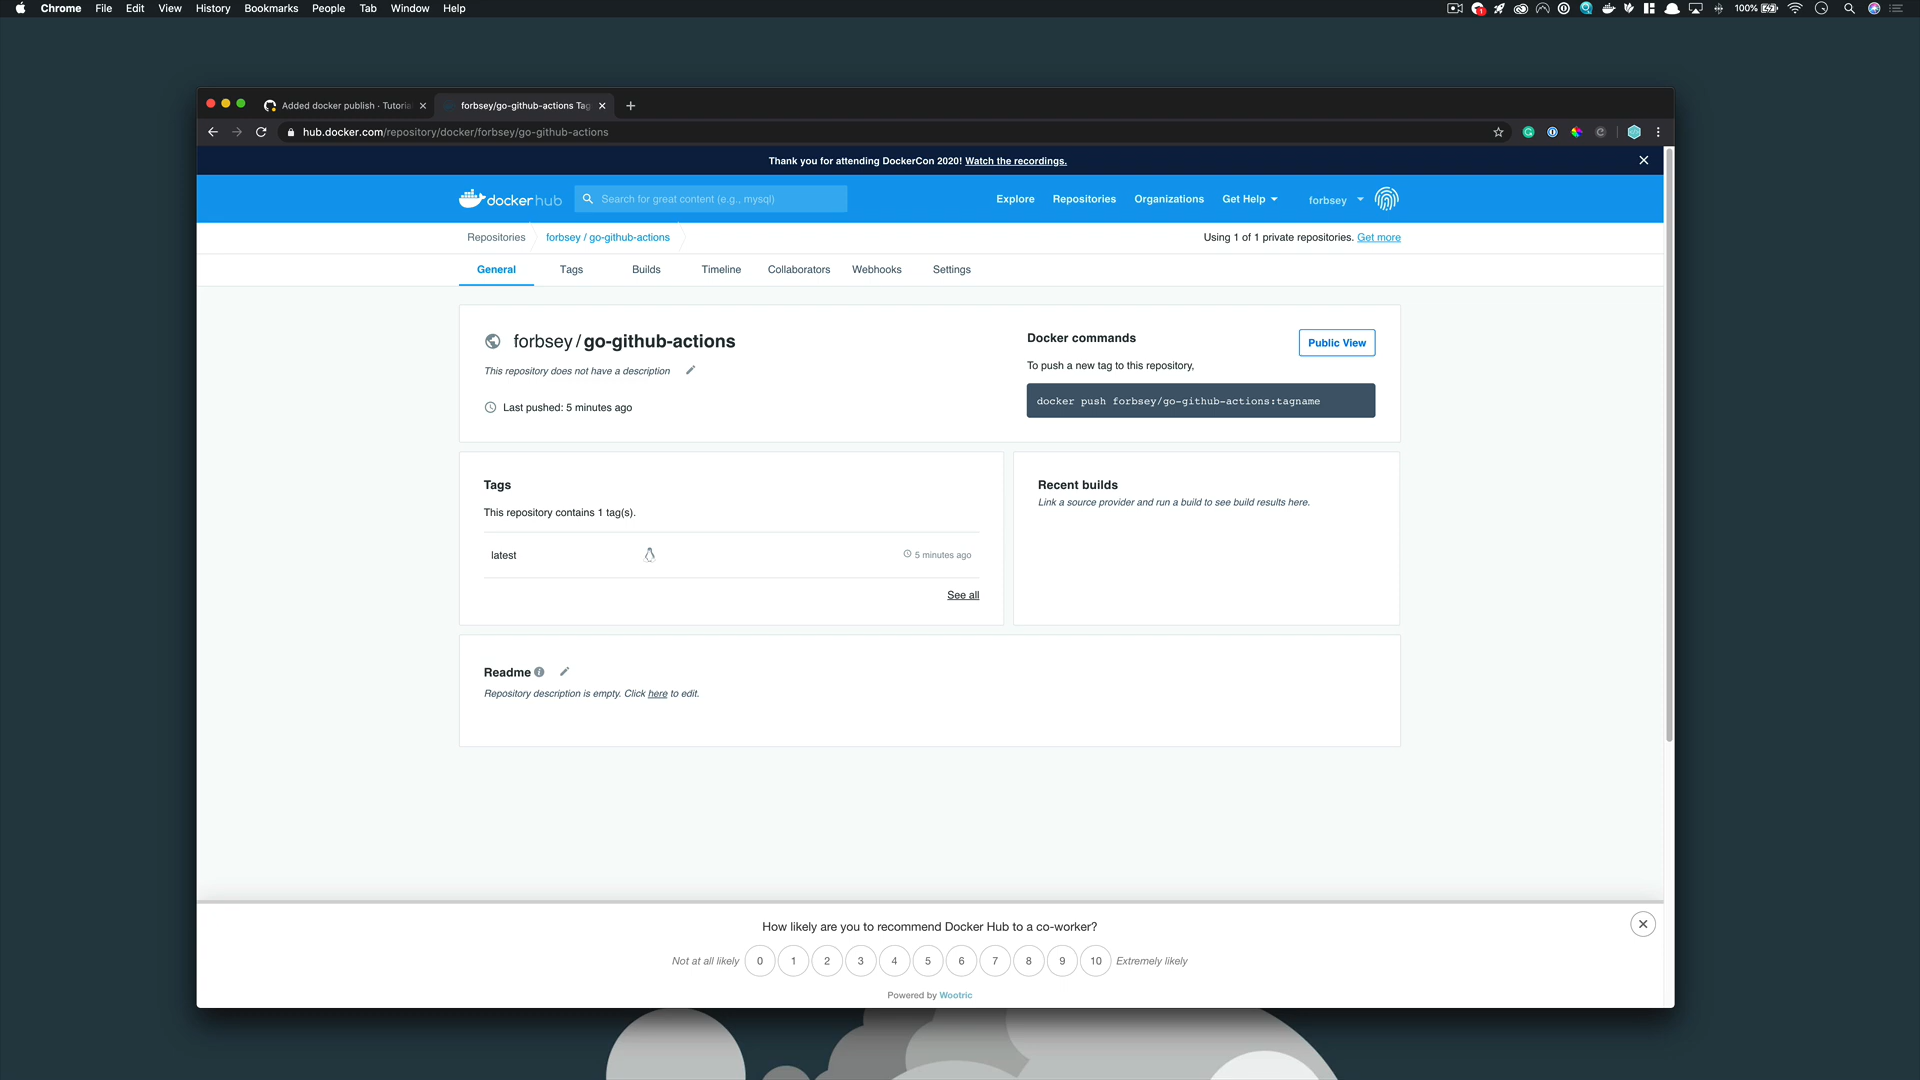 Chrome File Edit View History Bookmarks People Tab Window Help
1 100%
Added docker publish · Tutoria
forbsey/go-github-actions Tag
hub.docker.com/repository/docker/forbsey/go-github-actions
Thank you for attending DockerCon 2020! Watch the recordings.
dockerhub
Search for great content (e.g., mysql)
Explore Repositories Organizations Get Help forbsey
Repositories forbsey / go-github-actions
Using 1 of 1 private repositories. Get more
General Tags Builds Timeline Collaborators Webhooks Settings
forbsey / go-github-actions
This repository does not have a description
Last pushed: 5 minutes ago
Docker commands
Public View
To push a new tag to this repository,
docker push forbsey/go-github-actions:tagname
Tags
This repository contains 1 tag(s).
latest 5 minutes ago
See all
Recent builds
Link a source provider and run a build to see build results here.
Readme
Repository description is empty. Click here to edit.
How likely are you to recommend Docker Hub to a co-worker?
Not at all likely 0 1 2 3 4 5 6 7 8 9 10 Extremely likely
Powered by Wootric